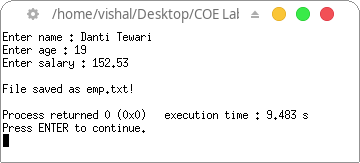 /home/vishal/Desktop/COE Lab
Enter name : Danti Tewari
Enter age : 19
Enter salary : 152.53
File saved as emp.txt!
Process returned 0 (0x0)   execution time : 9.483 s
Press ENTER to continue.